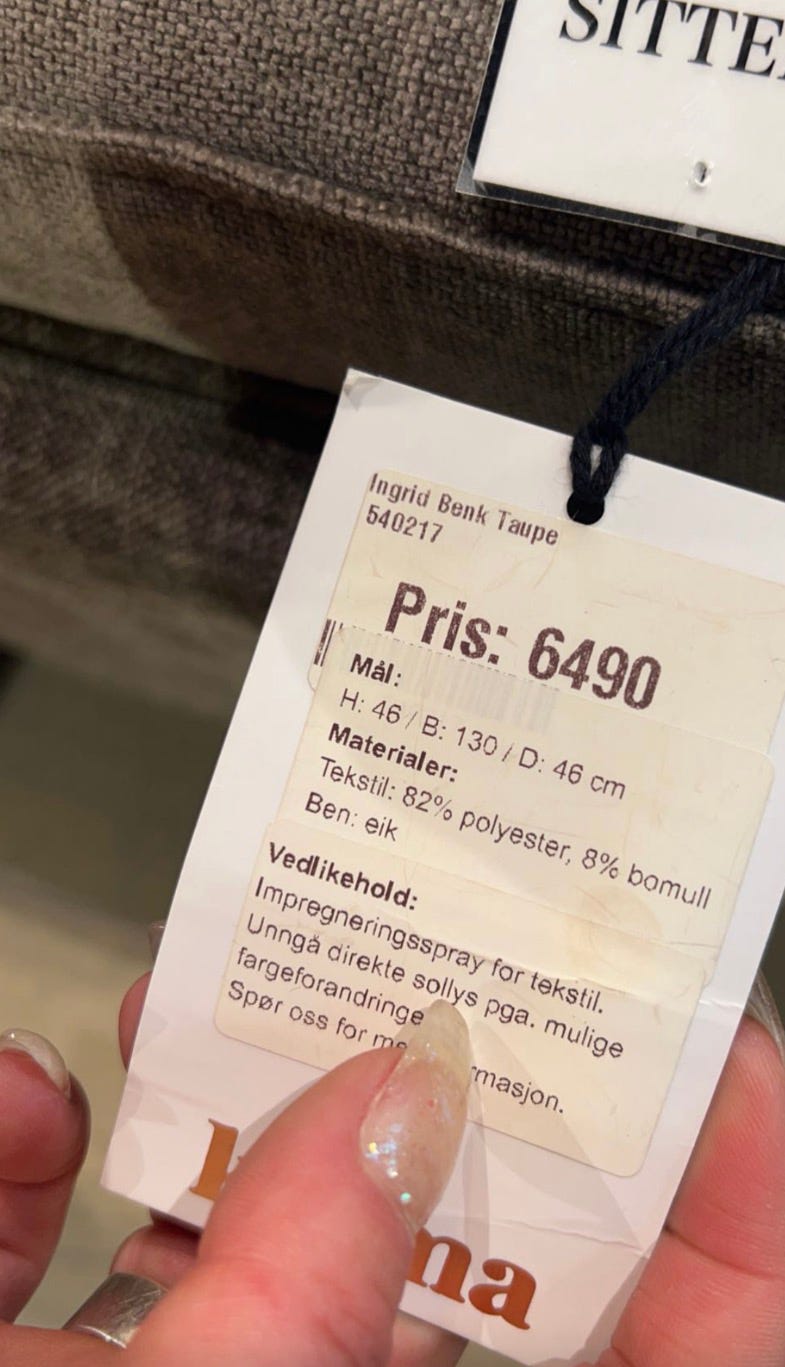 SITTE
Ingrid Benk Taupe
540217
Pris: 6490
Mål:
H: 46 / B: 130 / D: 46 cm
Materialer:
Tekstil: 82% polyester, 8% bomull
Ben: eik
Vedlikehold:
Impregneringsspray for tekstil.
Unngå direkte sollys pga. mulige
fargeforandringe
Spør oss for me rmasjon.
na